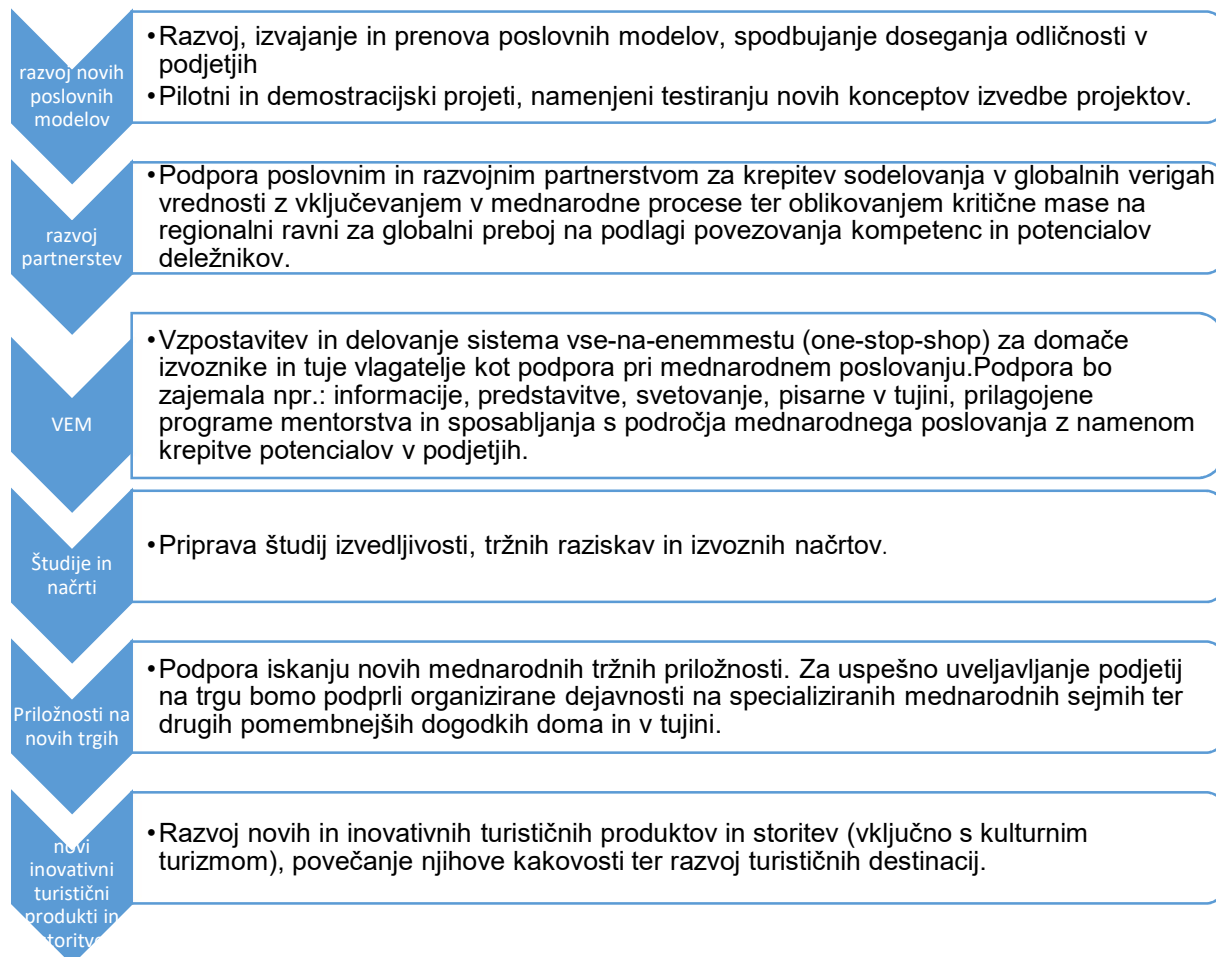 razvoj novih
poslovnih
modelov
•Razvoj, izvajanje in prenova poslovnih modelov, spodbujanje doseganja odličnosti v
podjetjih
•Pilotni in demostracijski projeti, namenjeni testiranju novih konceptov izvedbe projektov.
razvoj
partnerstev
•Podpora poslovnim in razvojnim partnerstvom za krepitev sodelovanja v globalnih verigah
vrednosti z vključevanjem v mednarodne procese ter oblikovanjem kritične mase na
regionalni ravni za globalni preboj na podlagi povezovanja kompetenc in potencialov
deležnikov.
VEM
•Vzpostavitev in delovanje sistema vse-na-enemmestu (one-stop-shop) za domače
izvoznike in tuje vlagatelje kot podpora pri mednarodnem poslovanju.Podpora bo
zajemala npr.: informacije, predstavitve, svetovanje, pisarne v tujini, prilagojene
programe mentorstva in sposabljanja s področja mednarodnega poslovanja z namenom
krepitve potencialov v podjetjih.
Študije in
načrti
•Priprava študij izvedljivosti, tržnih raziskav in izvoznih načrtov.
Priložnosti na
novih trgih
•Podpora iskanju novih mednarodnih tržnih priložnosti. Za uspešno uveljavljanje podjetij
na trgu bomo podprli organizirane dejavnosti na specializiranih mednarodnih sejmih ter
drugih pomembnejših dogodkih doma in v tujini.
novi
inovativni
turistični
produkti in
•Razvoj novih in inovativnih turističnih produktov in storitev (vključno s kulturnim
turizmom), povečanje njihove kakovosti ter razvoj turističnih destinacij.